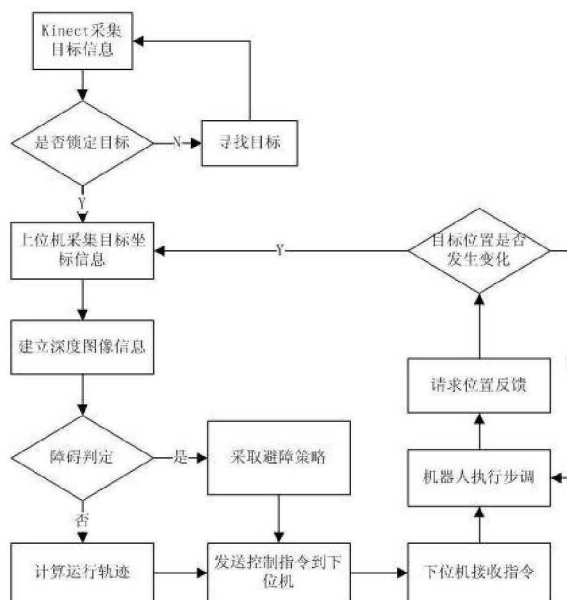 Kinect采集
目标信息
是否锁定目标
N
寻找目标
Y
上位机采集目标坐
标信息
Y
目标位置是否
发生变化
建立深度图像信息
请求位置反馈
障碍判定
是
采取避障策略
机器人执行步调
否
计算运行轨迹
发送控制指令到下
位机
下位机接收指令